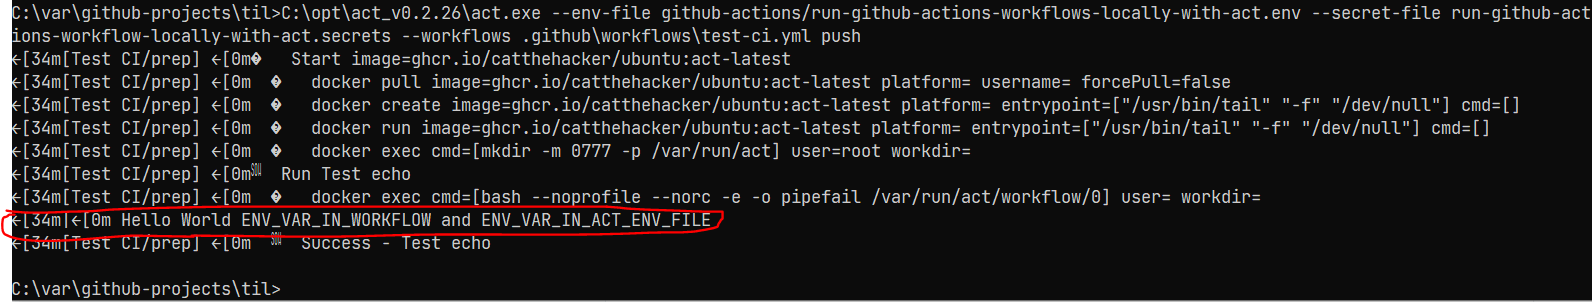 C:\var\github-projects\til>C:\opt\act_v0.2.26\act.exe --env-file github-actions/run-github-actions-workflows-locally-with-act.env --secret-file run-github-act
ions-workflow-locally-with-act.secrets --workflows .github\workflows\test-ci.yml push
←[34m[Test CI/prep] ←[0m�   Start image=ghcr.io/catthehacker/ubuntu:act-latest
←[34m[Test CI/prep] ←[0m  �   docker pull image=ghcr.io/catthehacker/ubuntu:act-latest platform= username= forcePull=false
←[34m[Test CI/prep] ←[0m  �   docker create image=ghcr.io/catthehacker/ubuntu:act-latest platform= entrypoint=["/usr/bin/tail" "-f" "/dev/null"] cmd=[]
←[34m[Test CI/prep] ←[0m  �   docker run image=ghcr.io/catthehacker/ubuntu:act-latest platform= entrypoint=["/usr/bin/tail" "-f" "/dev/null"] cmd=[]
←[34m[Test CI/prep] ←[0m  �   docker exec cmd=[mkdir -m 0777 -p /var/run/act] user=root workdir=
←[34m[Test CI/prep] ←[0m  Run Test echo
←[34m[Test CI/prep] ←[0m  �   docker exec cmd=[bash --noprofile --norc -e -o pipefail /var/run/act/workflow/0] user= workdir=
←[34m|←[0m Hello World ENV_VAR_IN_WORKFLOW and ENV_VAR_IN_ACT_ENV_FILE
←[34m[Test CI/prep] ←[0m    Success - Test echo
C:\var\github-projects\til>